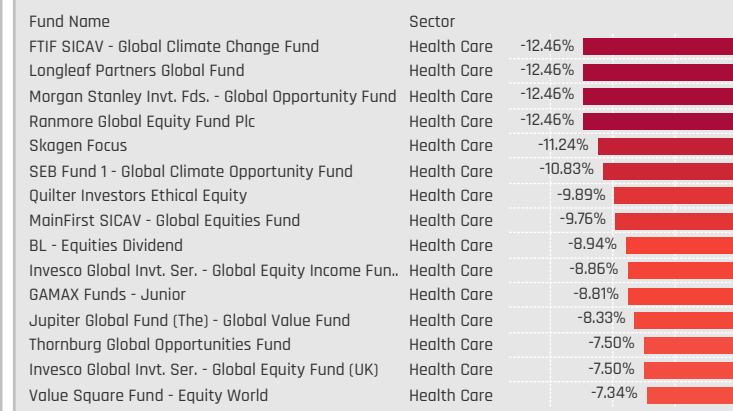 Fund Name Sector
FTIF SICAV - Global Climate Change Fund Health Care -12.46%
Longleaf Partners Global Fund Health Care -12.46%
Morgan Stanley Invt. Fds. - Global Opportunity Fund Health Care -12.46%
Ranmore Global Equity Fund Plc Health Care -12.46%
Skagen Focus Health Care -11.24%
SEB Fund 1 - Global Climate Opportunity Fund Health Care -10.83%
Quilter Investors Ethical Equity Health Care -9.89%
MainFirst SICAV - Global Equities Fund Health Care -9.76%
BL - Equities Dividend Health Care -8.94%
Invesco Global Invt. Ser. - Global Equity Income Fun.. Health Care -8.86%
GAMAX Funds - Junior Health Care -8.81%
Jupiter Global Fund (The) - Global Value Fund Health Care -8.33%
Thornburg Global Opportunities Fund Health Care -7.50%
Invesco Global Invt. Ser. - Global Equity Fund (UK) Health Care -7.50%
Value Square Fund - Equity World Health Care -7.34%